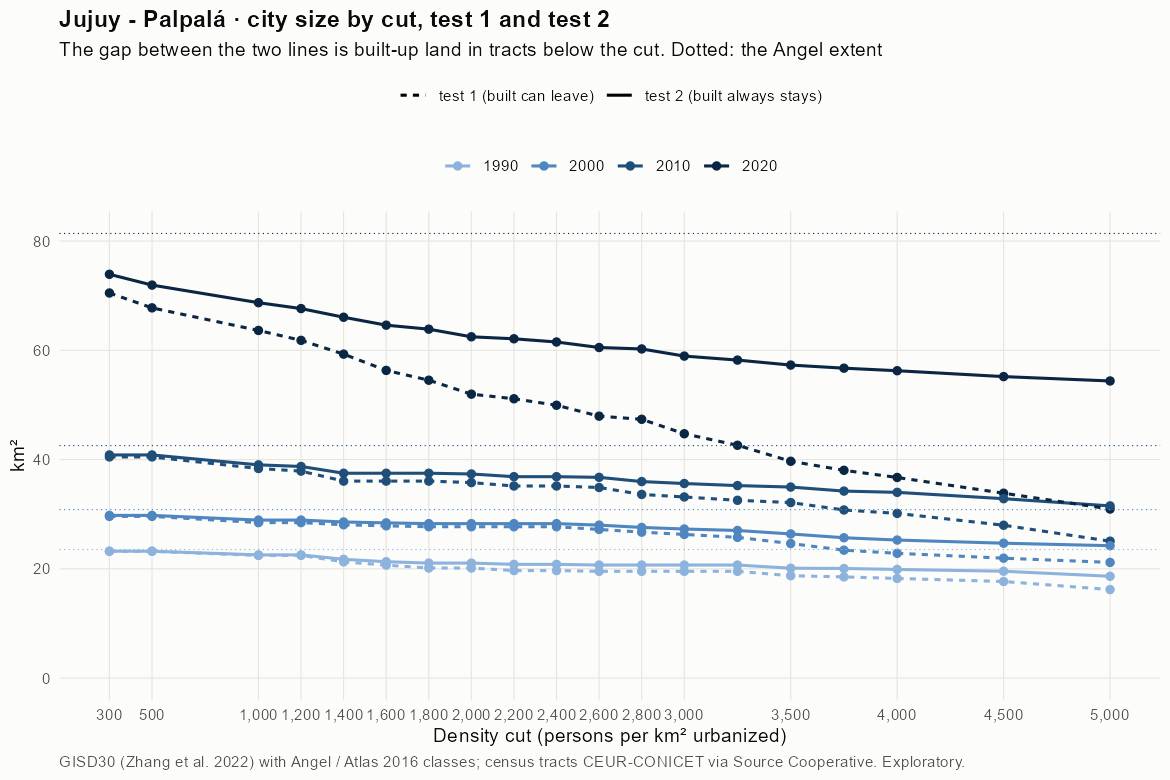 Jujuy - Palpalá · city size by cut, test 1 and test 2
The gap between the two lines is built-up land in tracts below the cut. Dotted: the Angel extent
test 1 (built can leave) test 2 (built always stays)
1990 2000 2010 2020
80
60
40
20
0
km²
300 500 1,000 1,200 1,400 1,600 1,800 2,000 2,200 2,400 2,600 2,800 3,000 3,500 4,000 4,500 5,000
Density cut (persons per km² urbanized)
GISD30 (Zhang et al. 2022) with Angel / Atlas 2016 classes; census tracts CEUR-CONICET via Source Cooperative. Exploratory.